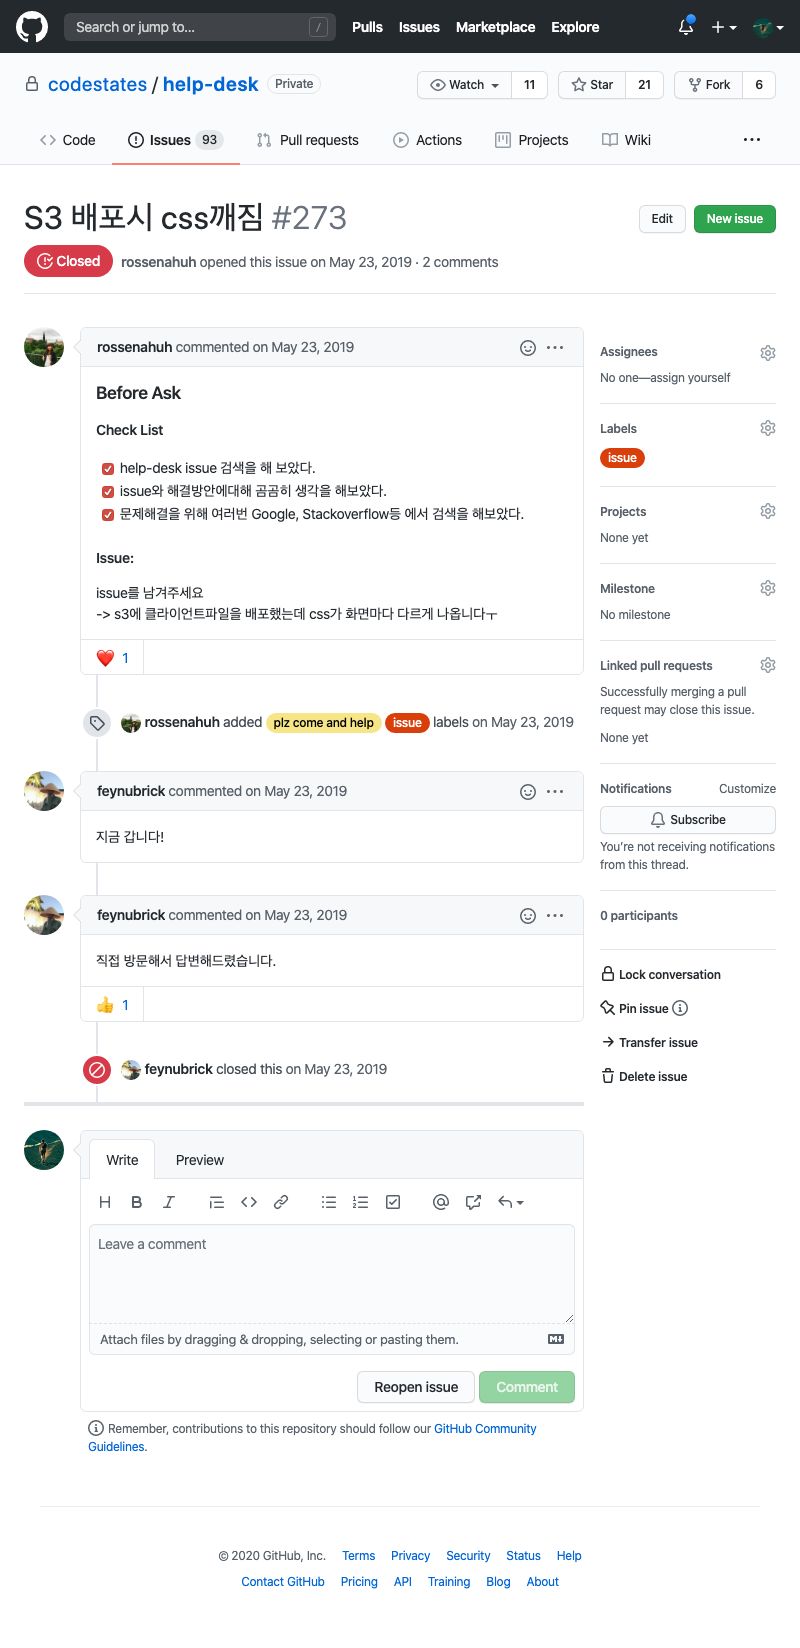 Search or jump to... /
Pulls Issues Marketplace Explore
codestates / help-desk Private
Watch 11 Star 21 Fork 6
Code Issues 93 Pull requests Actions Projects Wiki ...
S3 배포시 css깨짐 #273
Edit New issue
Closed rossenahuh opened this issue on May 23, 2019 · 2 comments
rossenahuh commented on May 23, 2019
Before Ask
Check List
help-desk issue 검색을 해 보았다.
issue와 해결방안에대해 곰곰히 생각을 해보았다.
문제해결을 위해 여러번 Google, Stackoverflow등 에서 검색을 해보았다.
Issue:
issue를 남겨주세요
-> s3에 클라이언트파일을 배포했는데 css가 화면마다 다르게 나옵니다ㅜ
❤️ 1
rossenahuh added plz come and help issue labels on May 23, 2019
feynubrick commented on May 23, 2019
지금 갑니다!
feynubrick commented on May 23, 2019
직접 방문해서 답변해드렸습니다.
👍 1
feynubrick closed this on May 23, 2019
Write Preview
H B I
Leave a comment
Attach files by dragging & dropping, selecting or pasting them.
Reopen issue Comment
Remember, contributions to this repository should follow our GitHub Community
Guidelines.
Assignees
No one—assign yourself
Labels
issue
Projects
None yet
Milestone
No milestone
Linked pull requests
Successfully merging a pull
request may close this issue.
None yet
Notifications Customize
Subscribe
You're not receiving notifications
from this thread.
0 participants
Lock conversation
Pin issue
Transfer issue
Delete issue
© 2020 GitHub, Inc. Terms Privacy Security Status Help
Contact GitHub Pricing API Training Blog About